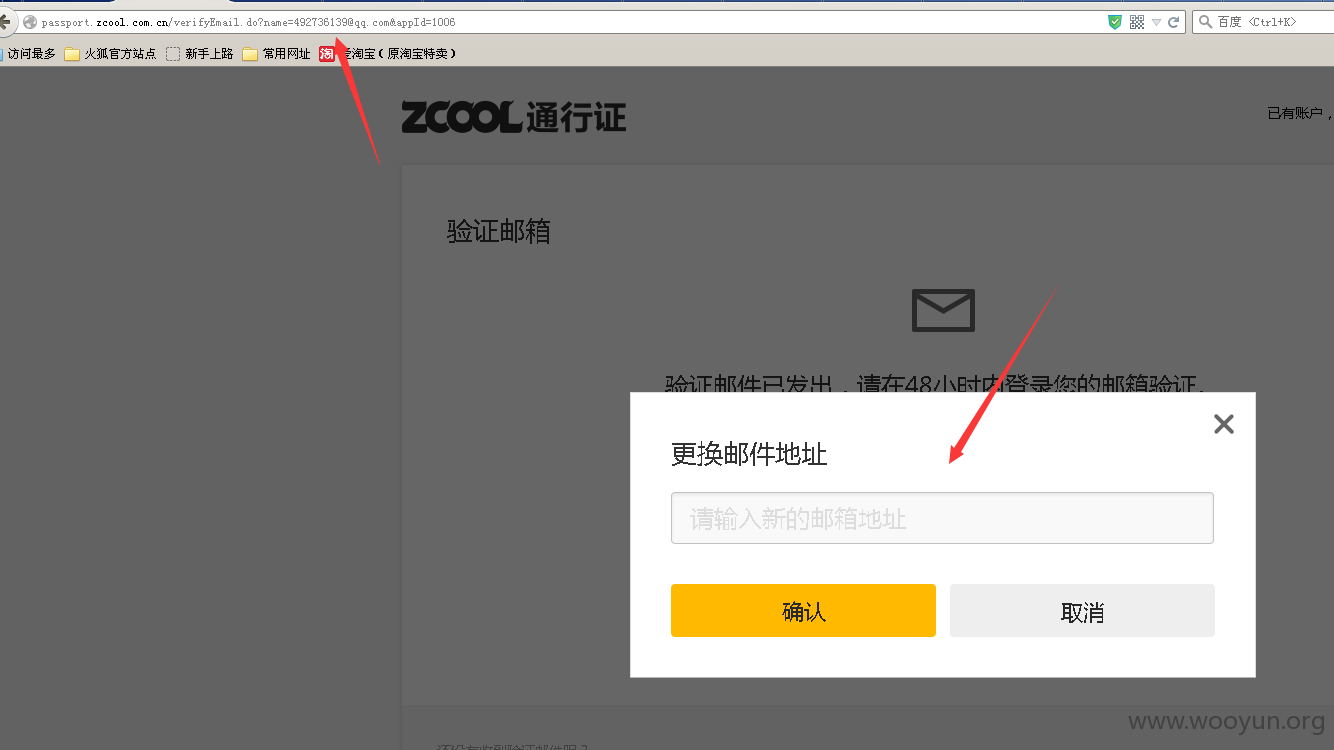 passport.zcool.com.cn/verifyEmail.do?name=492736139@qq.com&appId=1006
百度 <Ctrl+K>
访问最多 火狐官方站点 新手上路 常用网址 淘 爱淘宝（原淘宝特卖）
ZCOOL通行证
已有账户，
验证邮箱
验证邮件已发出，请在48小时内登录您的邮箱验证。
更换邮件地址
请输入新的邮箱地址
确认 取消
还没有收到验证邮件呢？
www.wooyun.org